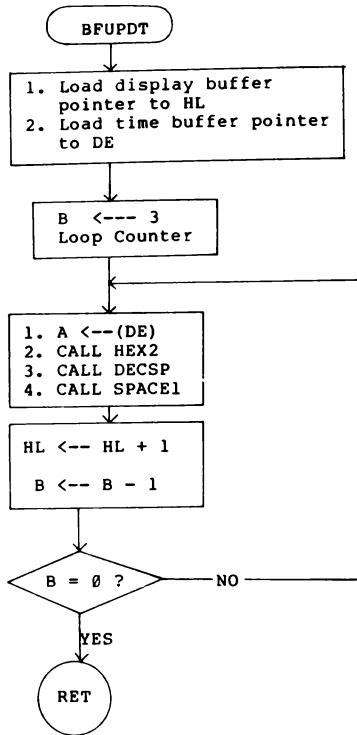 BFUPDT
1. Load display buffer
pointer to HL
2. Load time buffer pointer
to DE
B <--- 3
Loop Counter
1. A <--(DE)
2. CALL HEX2
3. CALL DECSP
4. CALL SPACE1
HL <-- HL + 1
B <-- B - 1
B = Ø ?
NO
YES
RET